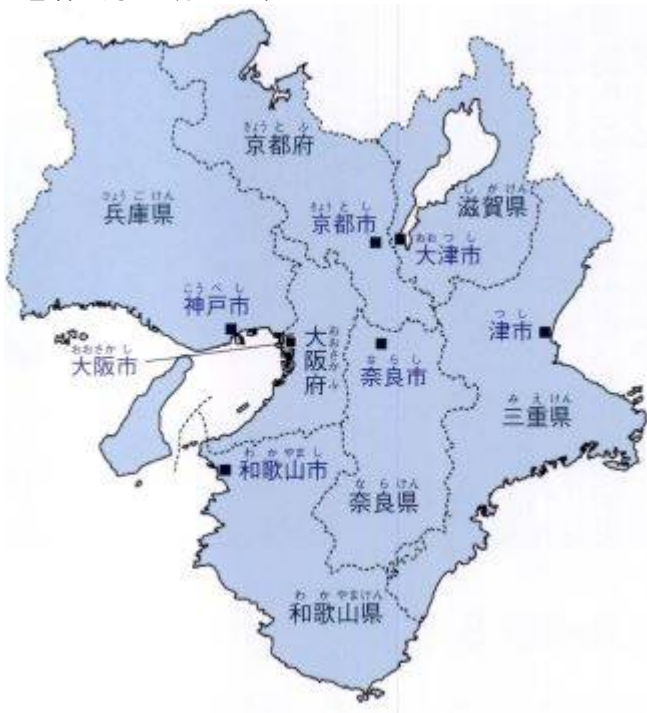 きょうとふ
京都府
ひょうごけん
兵庫県
しがけん
滋賀県
きょうとし
京都市
おおつし
大津市
こうべし
神戸市
つし
津市
おおさかし
大阪市
おおさかふ
大阪府
ならし
奈良市
みえけん
三重県
わかやまし
和歌山市
ならけん
奈良県
わかやまけん
和歌山県